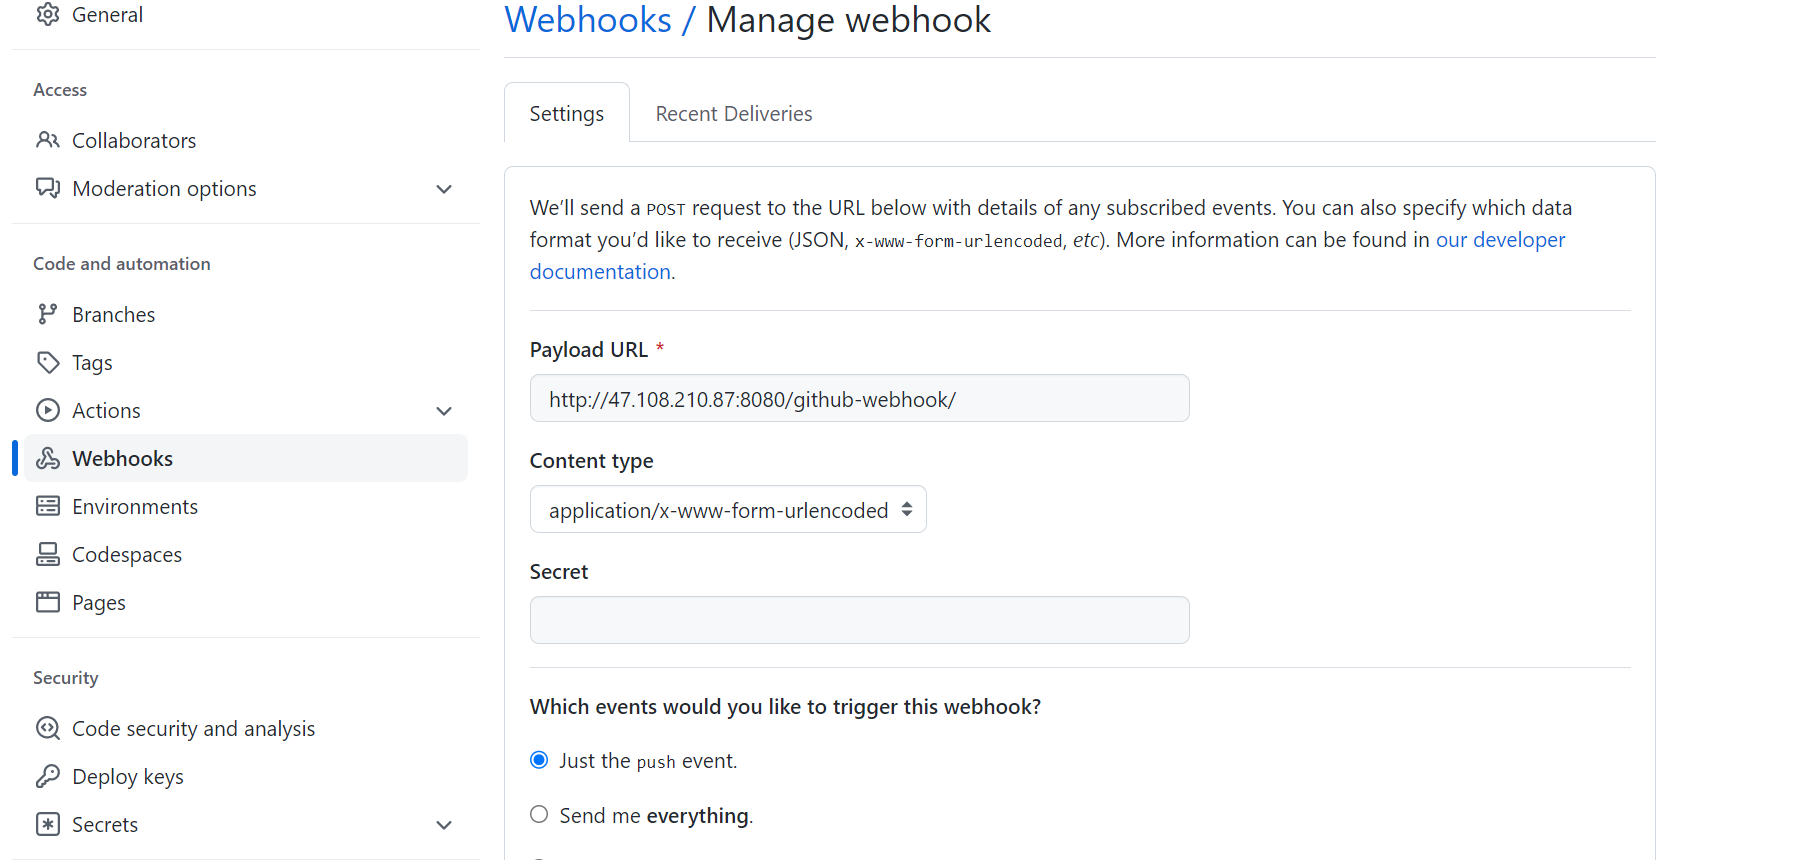 General
Access
Collaborators
Moderation options
Code and automation
Branches
Tags
Actions
Webhooks
Environments
Codespaces
Pages
Security
Code security and analysis
Deploy keys
Secrets
Webhooks / Manage webhook
Settings
Recent Deliveries
We’ll send a POST request to the URL below with details of any subscribed events. You can also specify which data
format you’d like to receive (JSON, x-www-form-urlencoded, etc). More information can be found in our developer
documentation.
Payload URL *
http://47.108.210.87:8080/github-webhook/
Content type
application/x-www-form-urlencoded
Secret
Which events would you like to trigger this webhook?
Just the push event.
Send me everything.